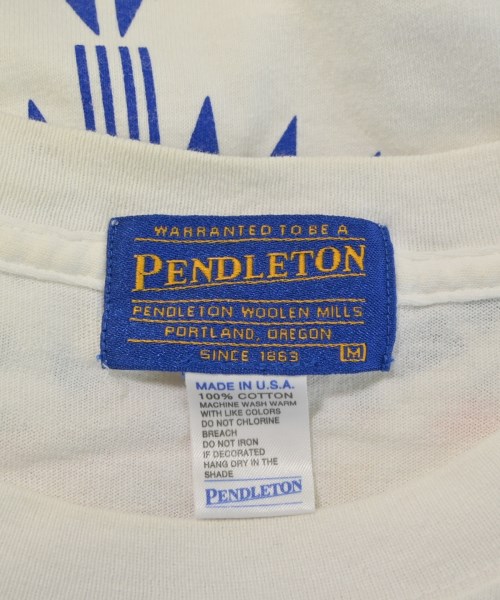 WARRANTED TO BE A
PENDLETON
PENDLETON WOOLEN MILLS
PORTLAND, OREGON
SINCE 1863 M
MADE IN U.S.A.
100% COTTON
MACHINE WASH WARM
WITH LIKE COLORS
DO NOT CHLORINE
BREACH
DO NOT IRON
IF DECORATED
HANG DRY IN THE
SHADE
PENDLETON